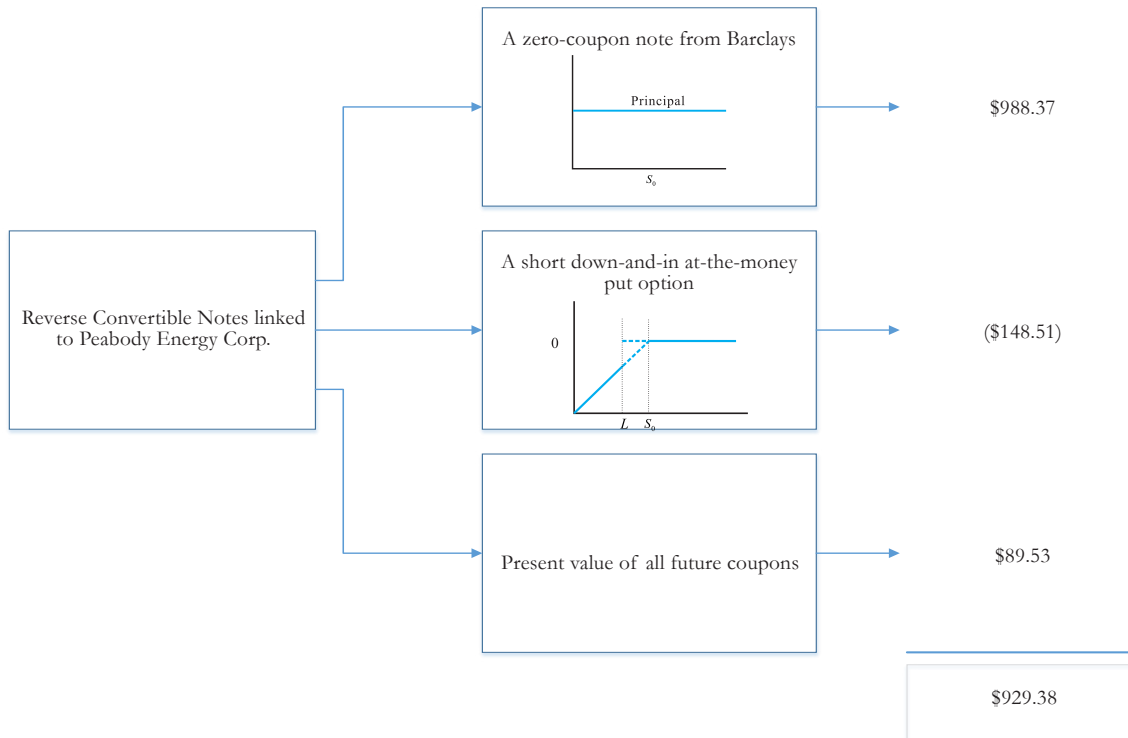 A zero-coupon note from Barclays
Principal
S₀
$988.37
Reverse Convertible Notes linked
to Peabody Energy Corp.
A short down-and-in at-the-money
put option
0
L S₀
($148.51)
Present value of all future coupons
$89.53
$929.38